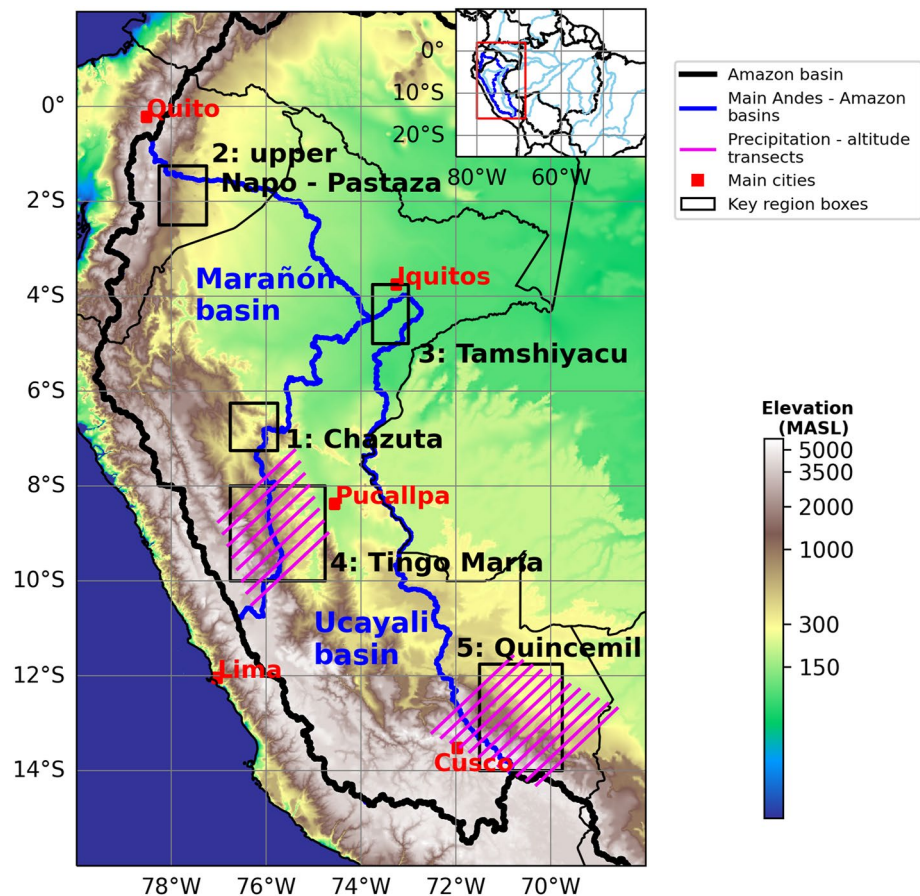 0°
2°S
4°S
6°S
8°S
10°S
12°S
14°S
78°W
76°W
74°W
72°W
70°W
Quito
2: upper
Napo - Pastaza
Marañón
basin
Iquitos
3: Tamshiyacu
1: Chazuta
Pucallpa
4: Tingo María
Ucayali
basin
5: Quincemil
Lima
Cusco
0°
10°S
20°S
80°W
60°W
Amazon basin
Main Andes - Amazon
basins
Precipitation - altitude
transects
Main cities
Key region boxes
Elevation
(MASL)
5000
3500
2000
1000
300
150